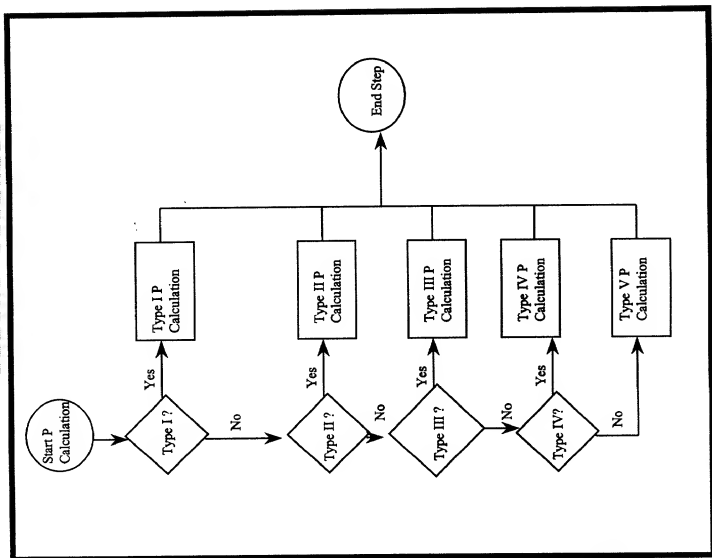 Start P
Calculation
Type I ?
Yes
Type I P
Calculation
No
Type II ?
Yes
Type II P
Calculation
No
Type III ?
Yes
Type III P
Calculation
No
Type IV?
Yes
Type IV P
Calculation
No
Type V P
Calculation
End Step